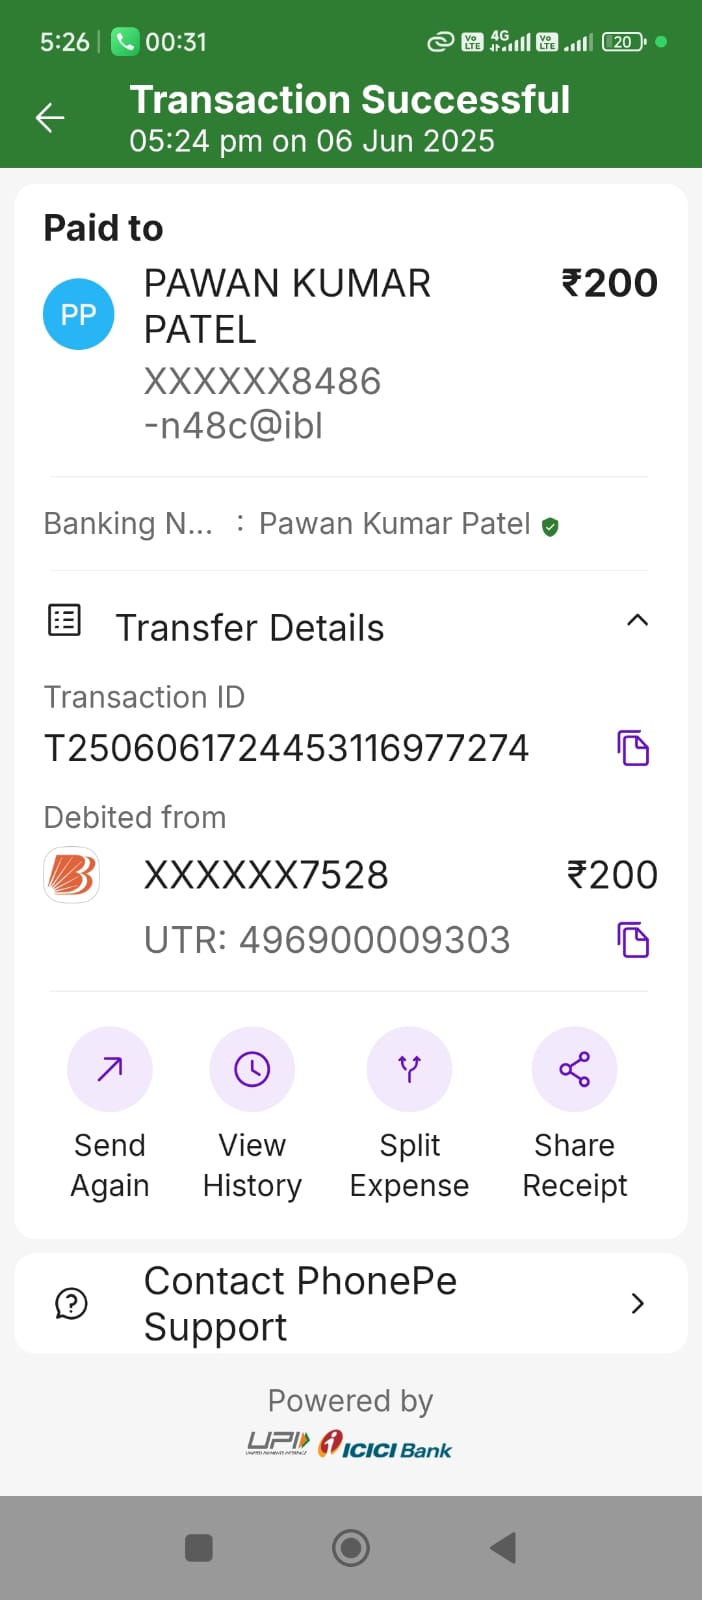 5:26 00:31 Vo LTE 4G Vo LTE 20
Transaction Successful
05:24 pm on 06 Jun 2025
Paid to
PP
PAWAN KUMAR ₹200
PATEL
XXXXXX8486
-n48c@ibl
Banking N... : Pawan Kumar Patel
Transfer Details
Transaction ID
T2506061724453116977274
Debited from
XXXXXX7528 ₹200
UTR: 496900009303
Send Again
View History
Split Expense
Share Receipt
Contact PhonePe
Support
Powered by
UPI ICICI Bank